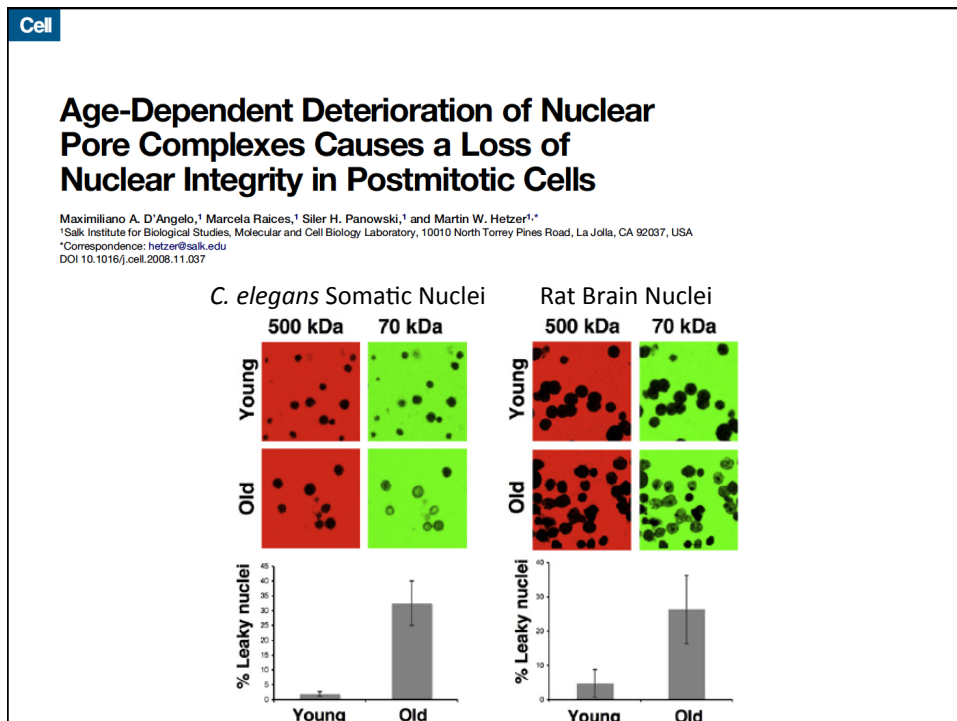 Cell
Age-Dependent Deterioration of Nuclear
Pore Complexes Causes a Loss of
Nuclear Integrity in Postmitotic Cells
Maximiliano A. D'Angelo,1 Marcela Raices,1 Siler H. Panowski,1 and Martin W. Hetzer1,*
1Salk Institute for Biological Studies, Molecular and Cell Biology Laboratory, 10010 North Torrey Pines Road, La Jolla, CA 92037, USA
*Correspondence: hetzer@salk.edu
DOI 10.1016/j.cell.2008.11.037
C. elegans Somatic Nuclei
500 kDa 70 kDa
Young
Old
% Leaky nuclei
45
40
35
30
25
20
15
10
5
0
Young Old
Rat Brain Nuclei
500 kDa 70 kDa
Young
Old
% Leaky nuclei
40
30
20
10
0
Young Old